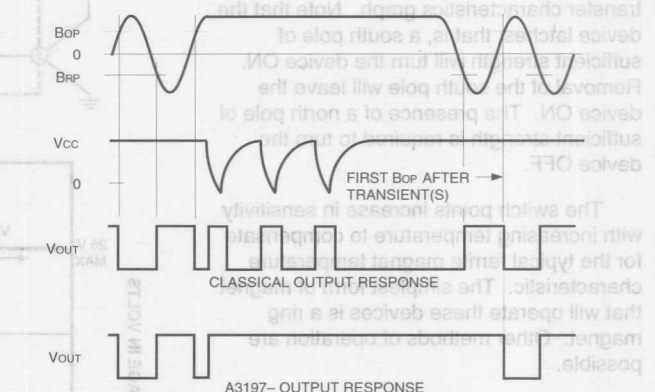 BOP
0
BRP
VCC
0
FIRST BOP AFTER
TRANSIENT(S)
VOUT
CLASSICAL OUTPUT RESPONSE
VOUT
A3197– OUTPUT RESPONSE
transfer characteristics graph. Note that the
device latches; that is, a south pole of
sufficient strength will turn the device ON.
Removal of the south pole will leave the
device ON. The presence of a north pole of
sufficient strength is required to turn the
device OFF.
The switch points increase in sensitivity
with increasing temperature to compensate
for the typical ferrite magnet temperature
characteristic. The simplest form of magnet
that will operate these devices is a ring
magnet. Other methods of operation are
possible.